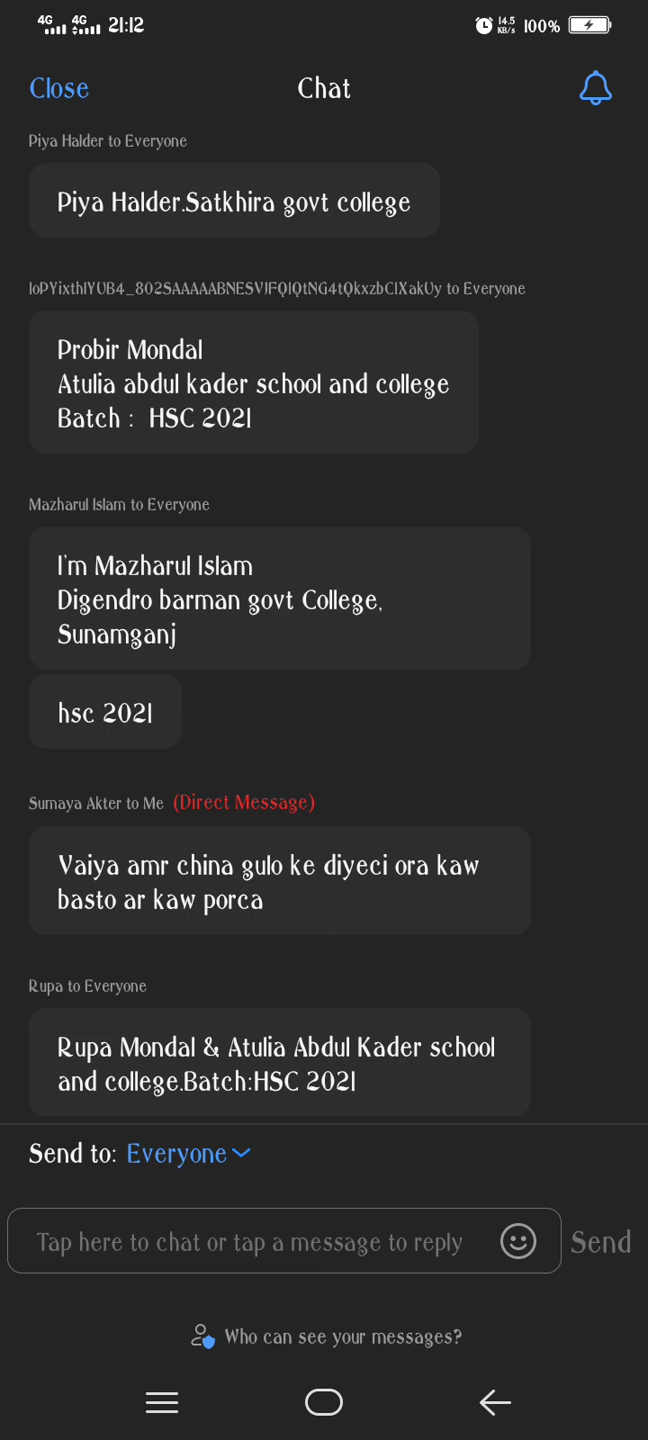 4G 4G 21:12 14.5 KB/s 100%
Close Chat
Piya Halder to Everyone
Piya Halder.Satkhira govt college
to Everyone
Probir Mondal
Atulia abdul kader school and college
Batch : HSC 2021
Mazharul Islam to Everyone
I'm Mazharul Islam
Digendro barman govt College,
Sunamganj
hsc 2021
Sumaya Akter to Me (Direct Message)
Vaiya amr china gulo ke diyeci ora kaw
basto ar kaw porca
Rupa to Everyone
Rupa Mondal & Atulia Abdul Kader school
and college.Batch:HSC 2021
Send to: Everyone
Tap here to chat or tap a message to reply Send
Who can see your messages?